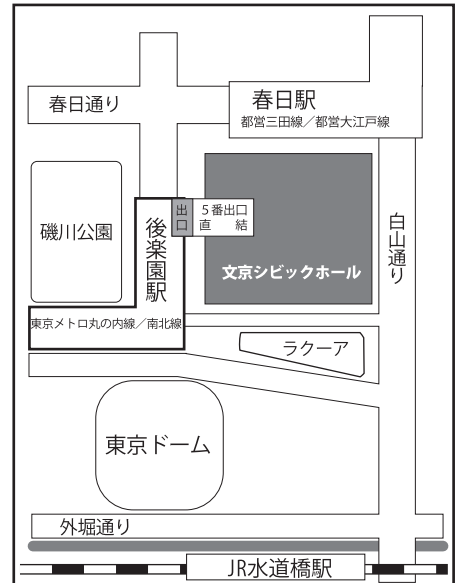 春日通り
春日駅
都営三田線／都営大江戸線
礒川公園
後楽園駅
出口
5番出口
直　結
文京シビックホール
白山通り
東京メトロ丸の内線／南北線
ラクーア
東京ドーム
外堀通り
JR水道橋駅